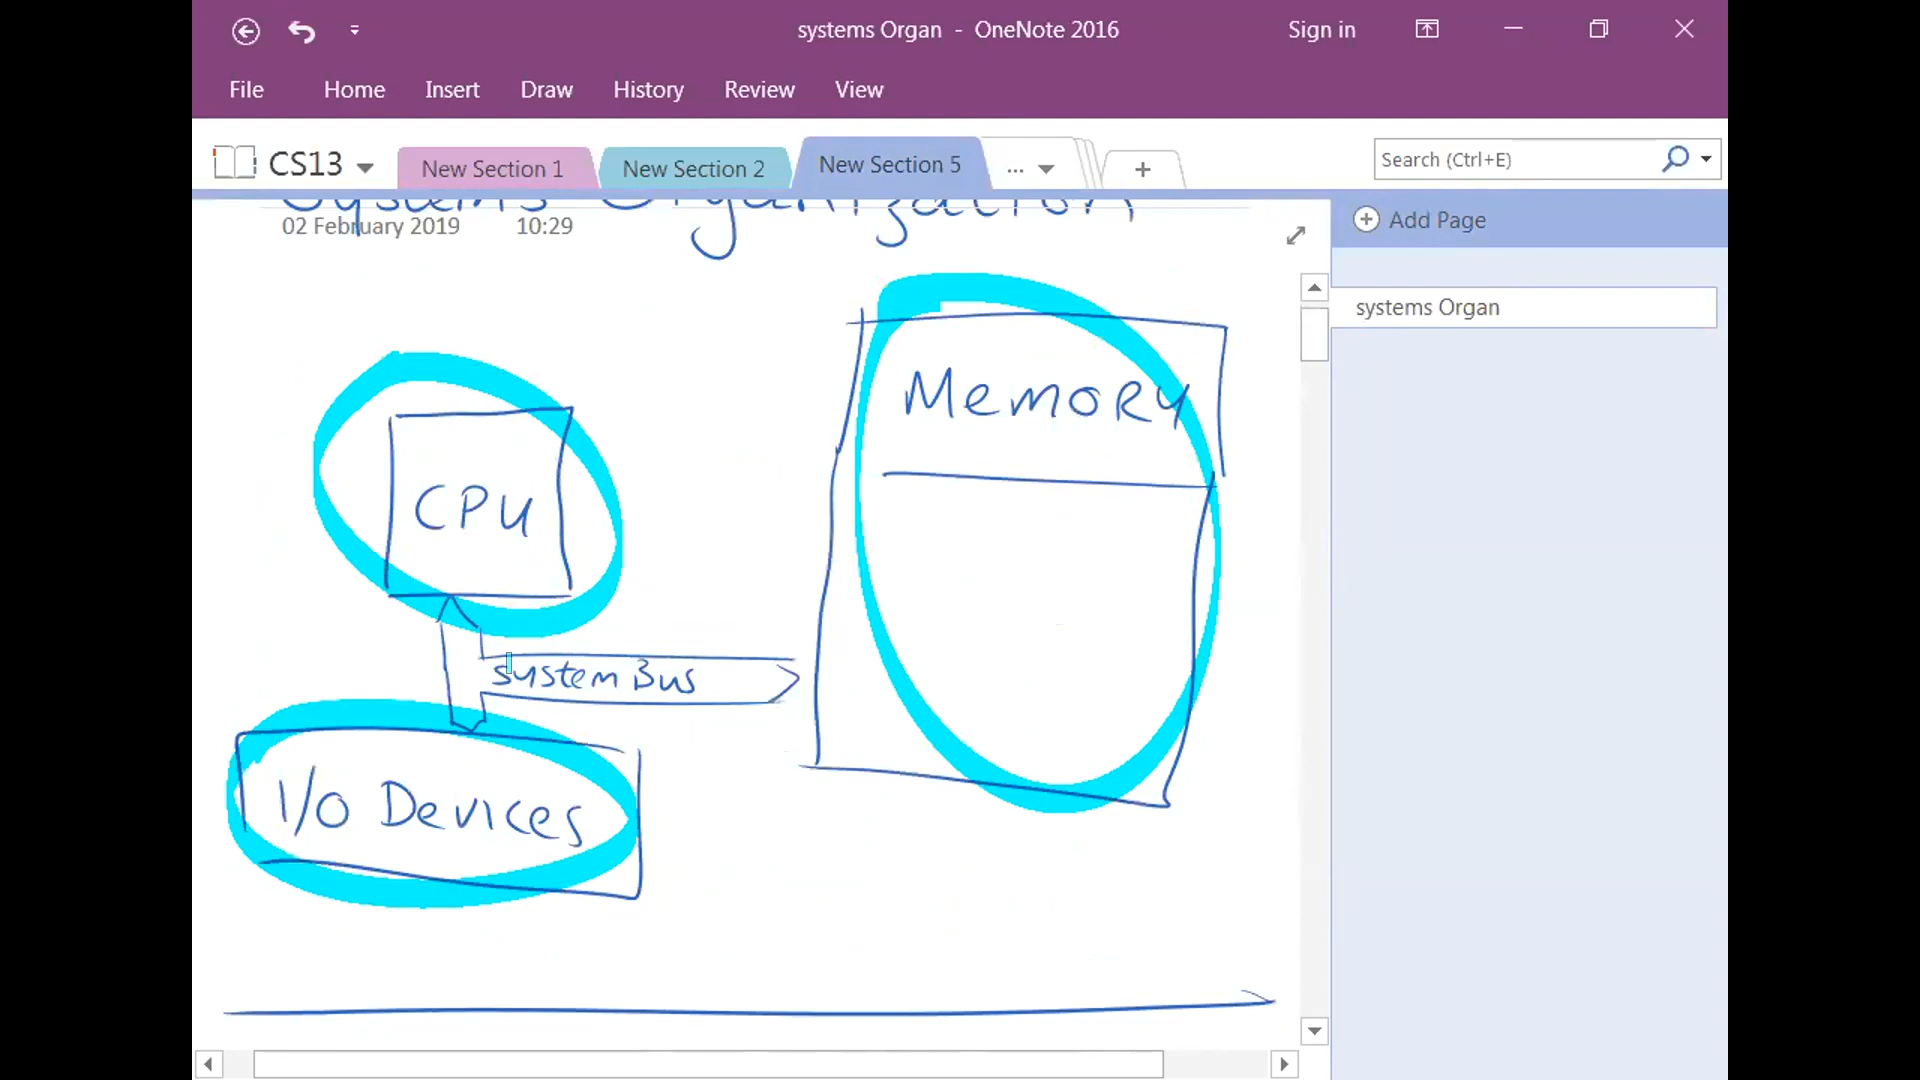 systems Organ - OneNote 2016
Sign in
File Home Insert Draw History Review View
CS13
New Section 1
New Section 2
New Section 5
...
Search (Ctrl+E)
Systems Organization
02 February 2019 10:29
Add Page
systems Organ
Memory
CPU
system Bus
I/O Devices